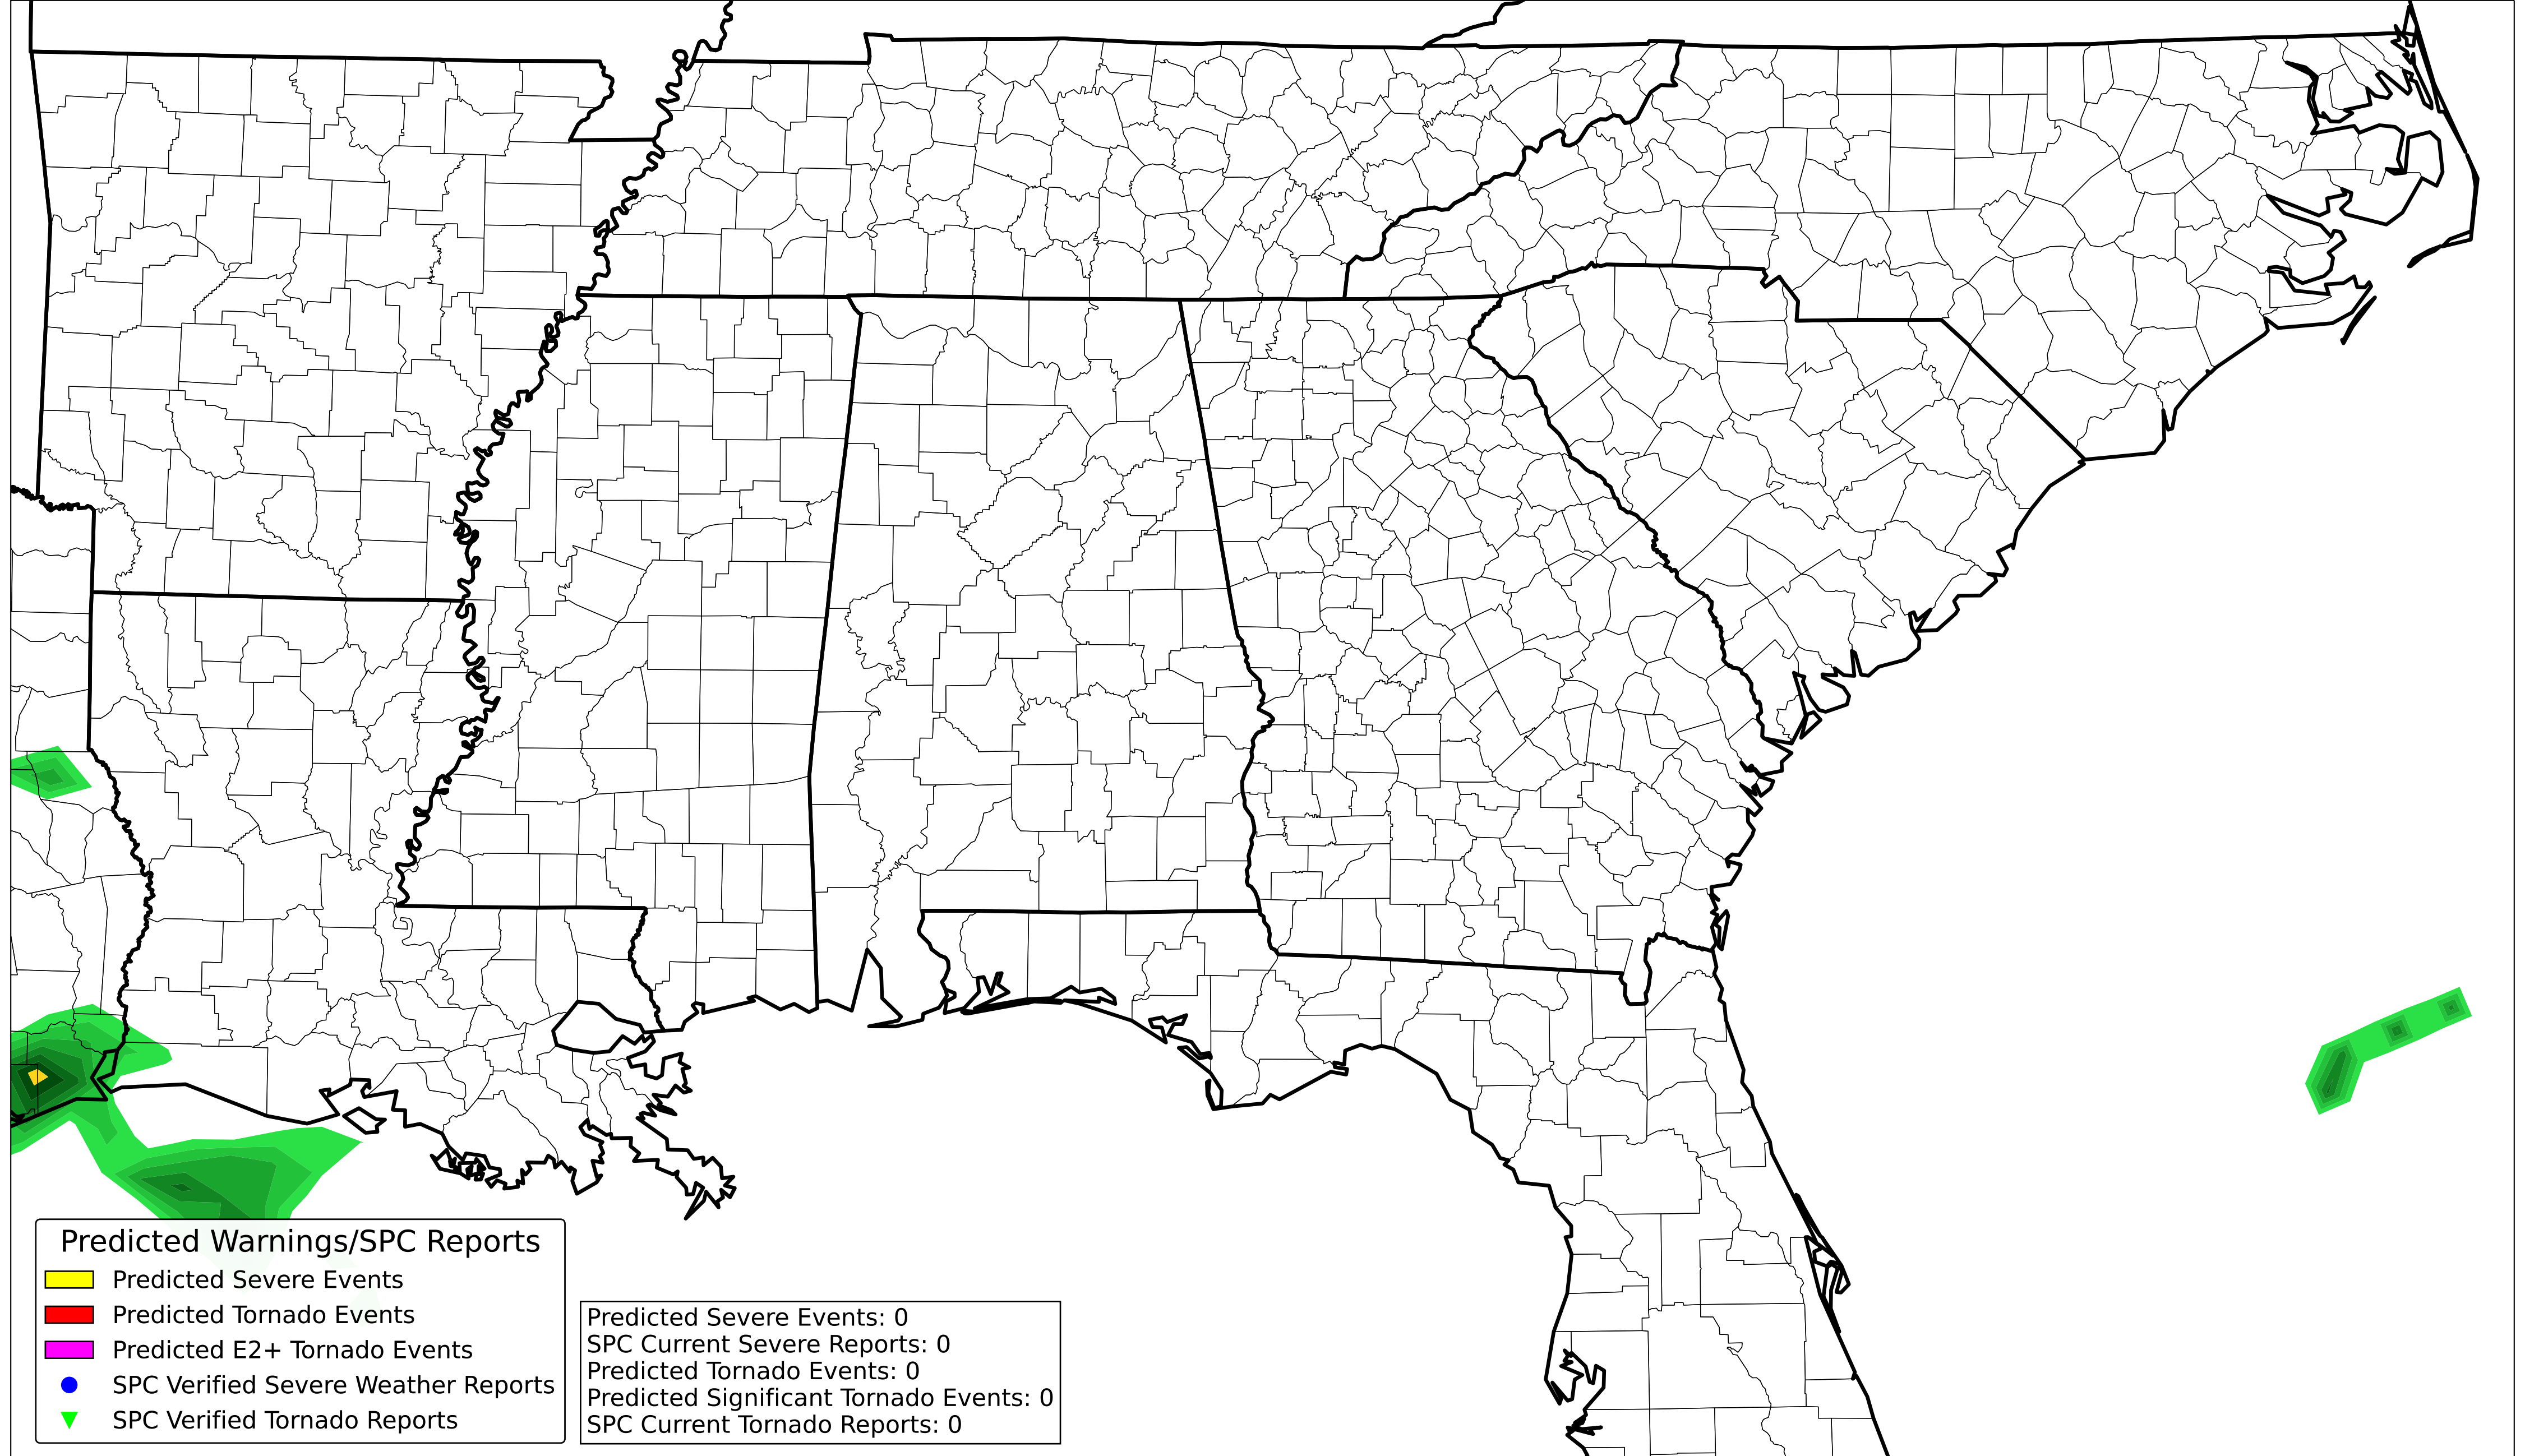 Predicted Warnings/SPC Reports
Predicted Severe Events
Predicted Tornado Events
Predicted E2+ Tornado Events
SPC Verified Severe Weather Reports
SPC Verified Tornado Reports
Predicted Severe Events: 0
SPC Current Severe Reports: 0
Predicted Tornado Events: 0
Predicted Significant Tornado Events: 0
SPC Current Tornado Reports: 0